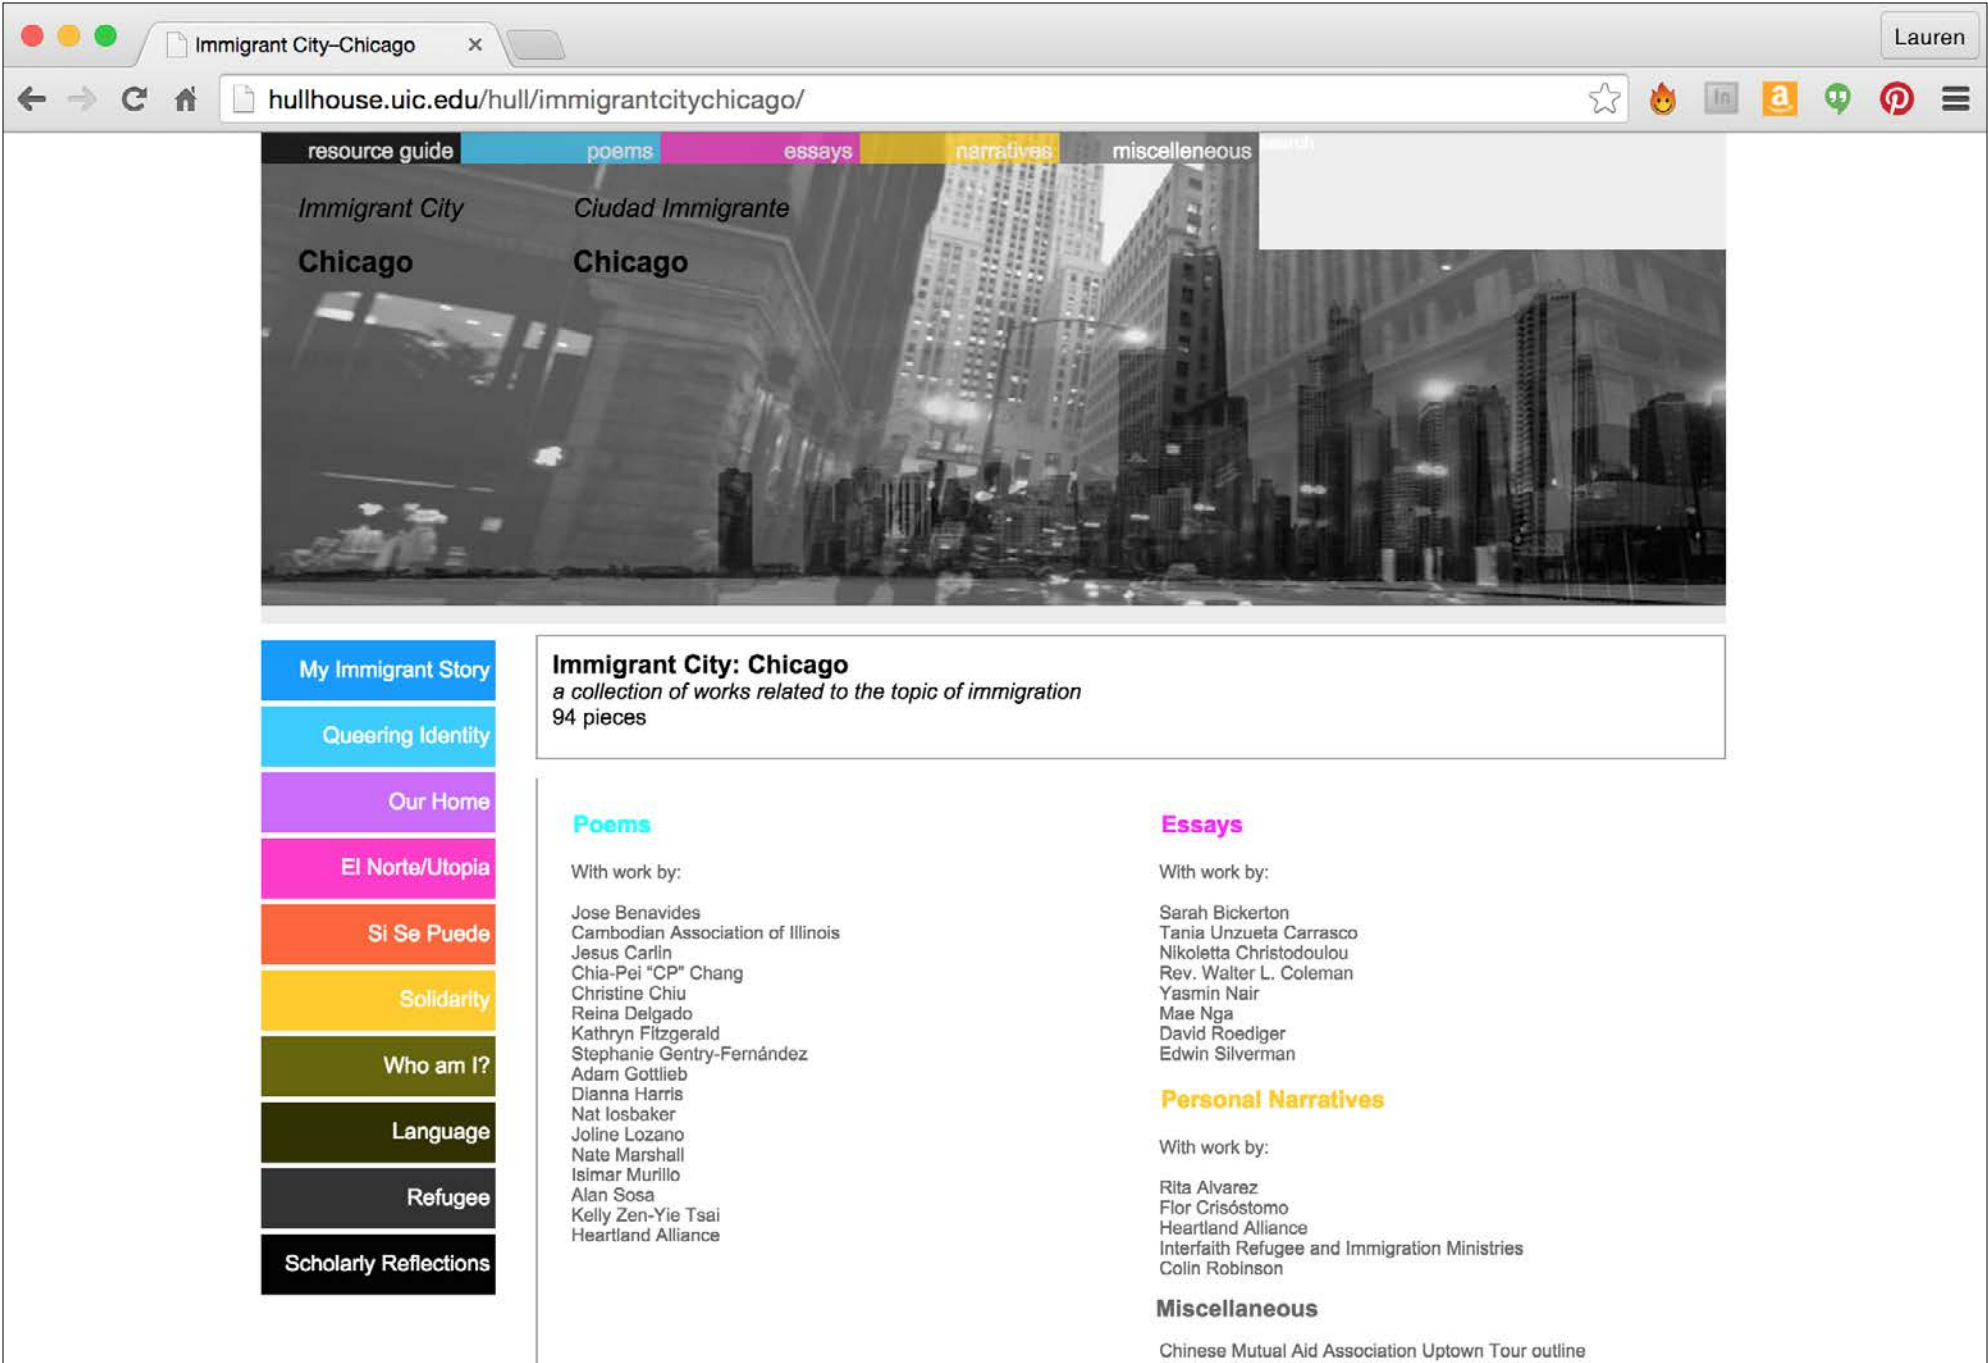 Immigrant City–Chicago
Lauren
hullhouse.uic.edu/hull/immigrantcitychicago/
resource guide poems essays narratives miscelleneous search
Immigrant City Ciudad Immigrante
Chicago Chicago
My Immigrant Story
Queering Identity
Our Home
El Norte/Utopia
Si Se Puede
Solidarity
Who am I?
Language
Refugee
Scholarly Reflections
Immigrant City: Chicago
a collection of works related to the topic of immigration
94 pieces
Poems
With work by:
Jose Benavides
Cambodian Association of Illinois
Jesus Carlin
Chia-Pei “CP” Chang
Christine Chiu
Reina Delgado
Kathryn Fitzgerald
Stephanie Gentry-Fernández
Adam Gottlieb
Dianna Harris
Nat Iosbaker
Joline Lozano
Nate Marshall
Isimar Murillo
Alan Sosa
Kelly Zen-Yie Tsai
Heartland Alliance
Essays
With work by:
Sarah Bickerton
Tania Unzueta Carrasco
Nikoletta Christodoulou
Rev. Walter L. Coleman
Yasmin Nair
Mae Nga
David Roediger
Edwin Silverman
Personal Narratives
With work by:
Rita Alvarez
Flor Crisóstomo
Heartland Alliance
Interfaith Refugee and Immigration Ministries
Colin Robinson
Miscellaneous
Chinese Mutual Aid Association Uptown Tour outline